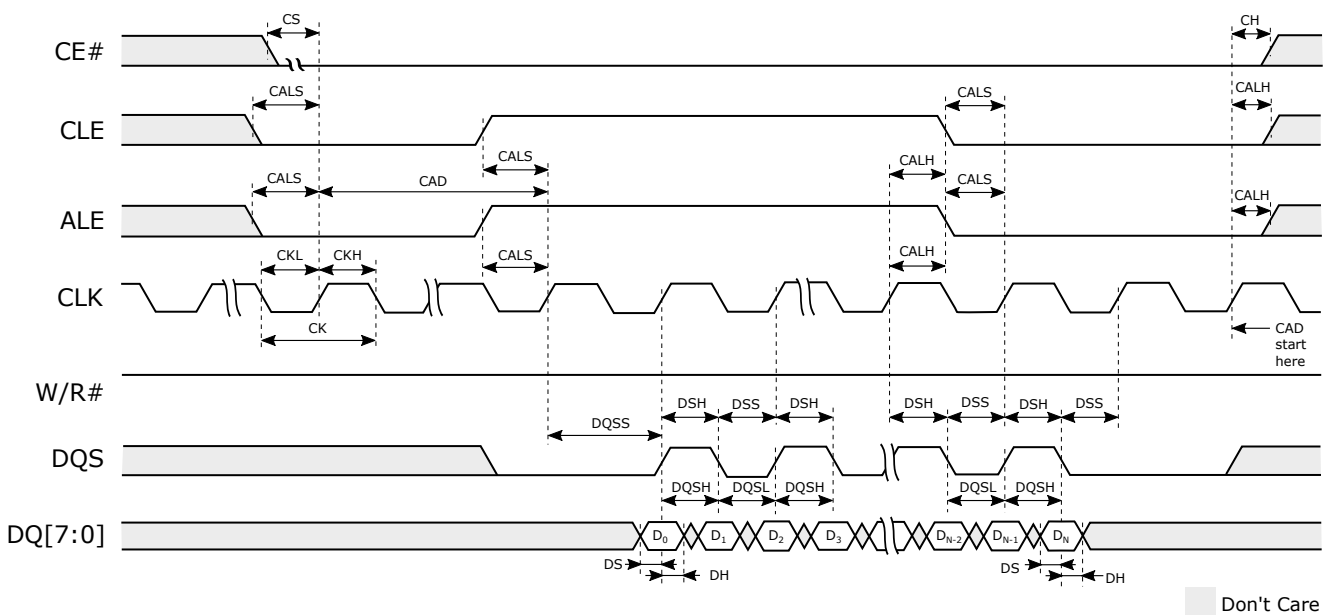 CS
CH
CE#
CALS
CALS
CALH
CLE
CALS
CALH
CALS
CAD
CALS
CALH
ALE
CKL
CKH
CALS
CALH
CLK
CK
CAD
start
here
W/R#
DSH
DSS
DSH
DSH
DSS
DSH
DSS
DQSS
DQS
DQSH
DQSL
DQSH
DQSL
DQSH
DQ[7:0]
D0
D1
D2
D3
DN-2
DN-1
DN
DS
DH
DS
DH
Don't Care